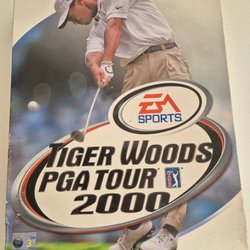 EA
SPORTS
TIGER WOODS
PGA TOUR
2000